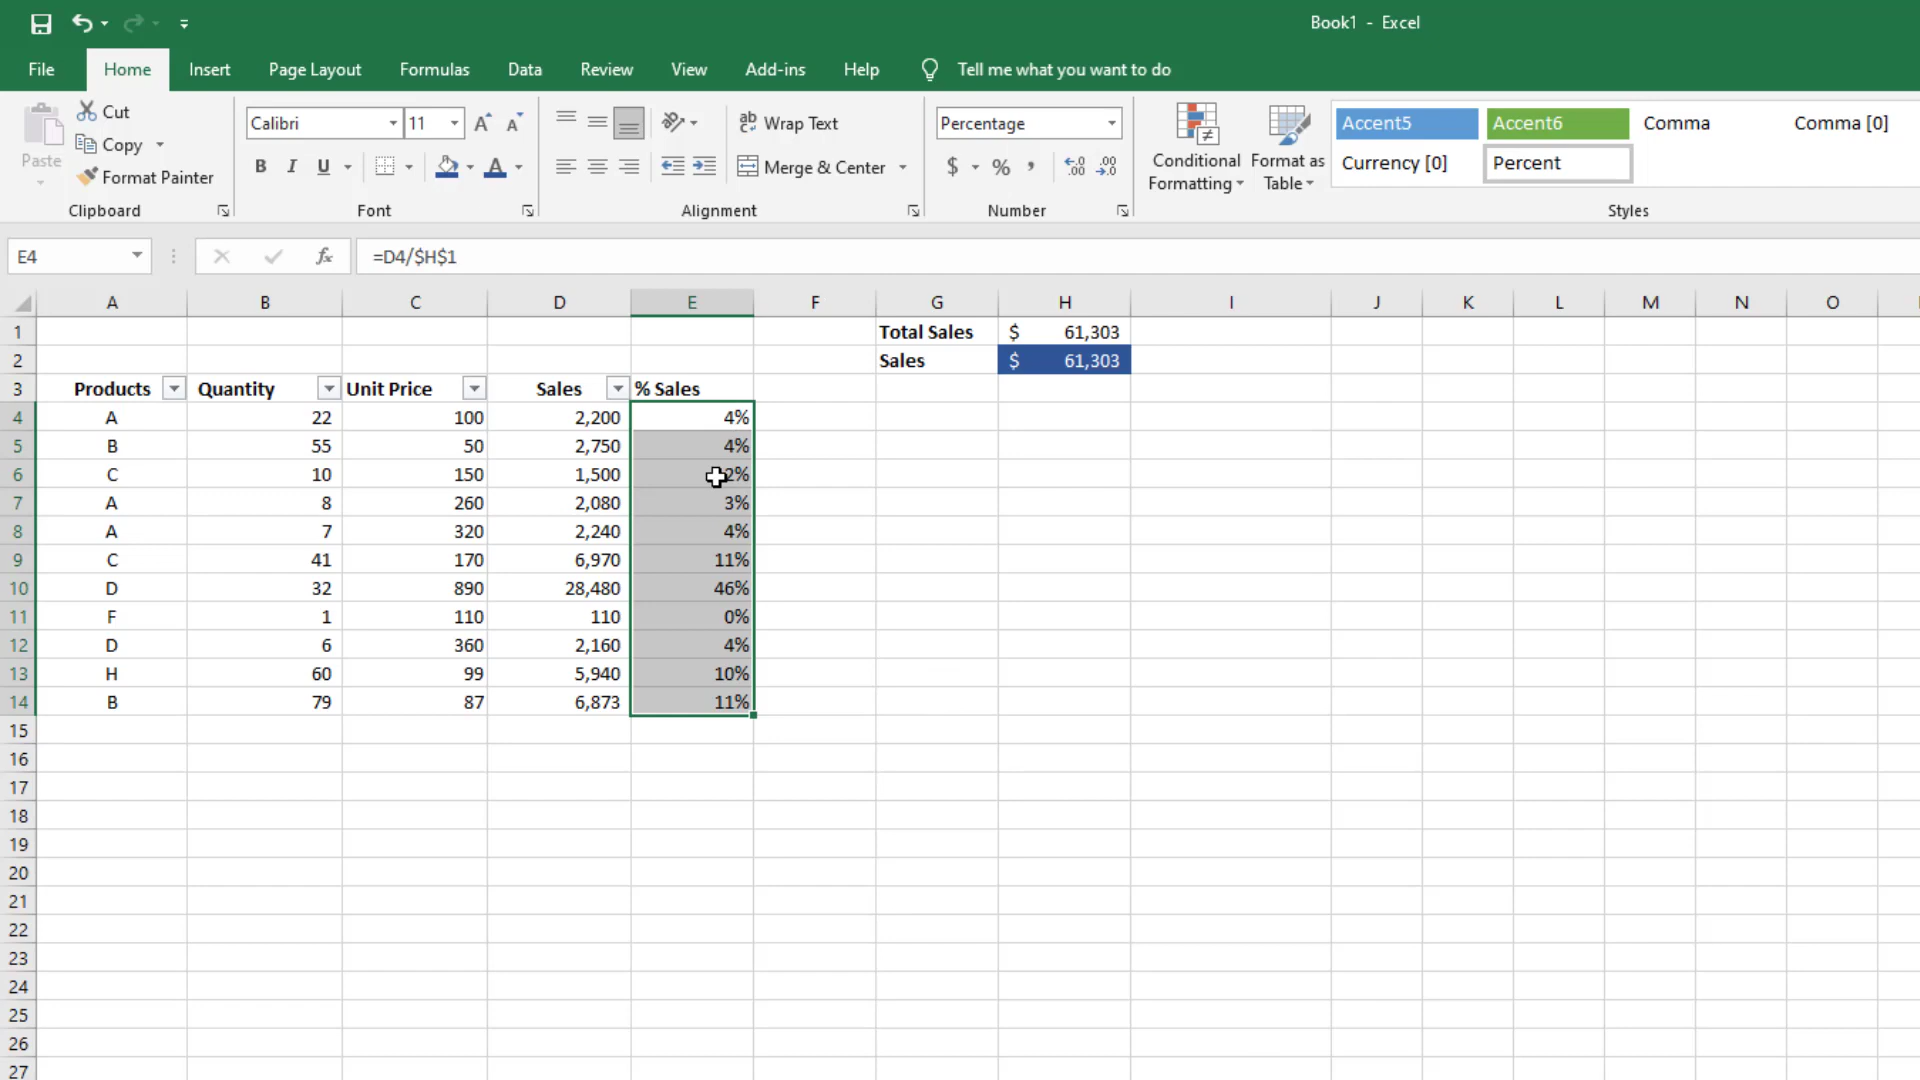 Book1 - Excel
File Home Insert Page Layout Formulas Data Review View Add-ins Help Tell me what you want to do
Paste Cut Copy Format Painter Clipboard
Calibri 11 B I U A Font
Wrap Text Merge & Center Alignment
Percentage $ % , Number
Conditional Formatting Format as Table
Accent5 Accent6 Comma Comma [0]
Currency [0] Percent
Styles
E4 fx =D4/$H$1
A B C D E F G H I J K L M N O
1 Total Sales $ 61,303
2 Sales $ 61,303
3 Products Quantity Unit Price Sales % Sales
4 A 22 100 2,200 4%
5 B 55 50 2,750 4%
6 C 10 150 1,500 2%
7 A 8 260 2,080 3%
8 A 7 320 2,240 4%
9 C 41 170 6,970 11%
10 D 32 890 28,480 46%
11 F 1 110 110 0%
12 D 6 360 2,160 4%
13 H 60 99 5,940 10%
14 B 79 87 6,873 11%
15
16
17
18
19
20
21
22
23
24
25
26
27